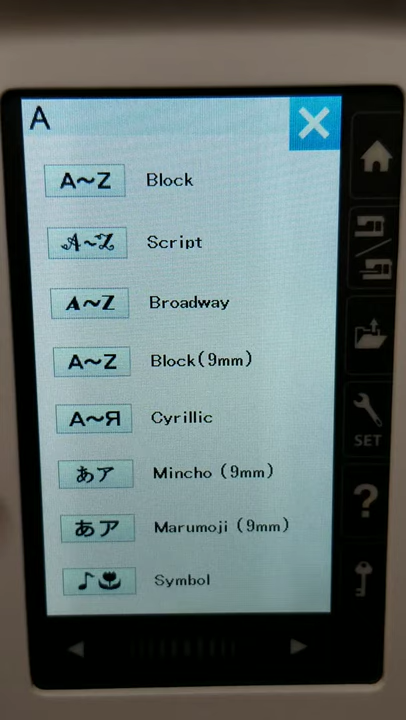 A
A~Z Block
A~Z Script
A~Z Broadway
A~Z Block(9mm)
A~Я Cyrillic
あア Mincho (9mm)
あア Marumoji (9mm)
Symbol
SET
?